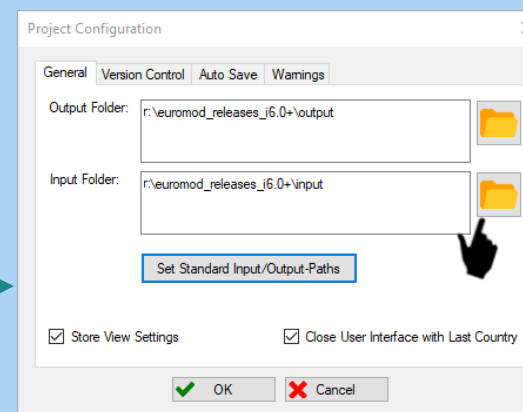 Project Configuration
General Version Control Auto Save Warnings
Output Folder: r:\euromod_releases_i6.0+\output
Input Folder: r:\euromod_releases_i6.0+\input
Set Standard Input/Output-Paths
Store View Settings Close User Interface with Last Country
OK Cancel